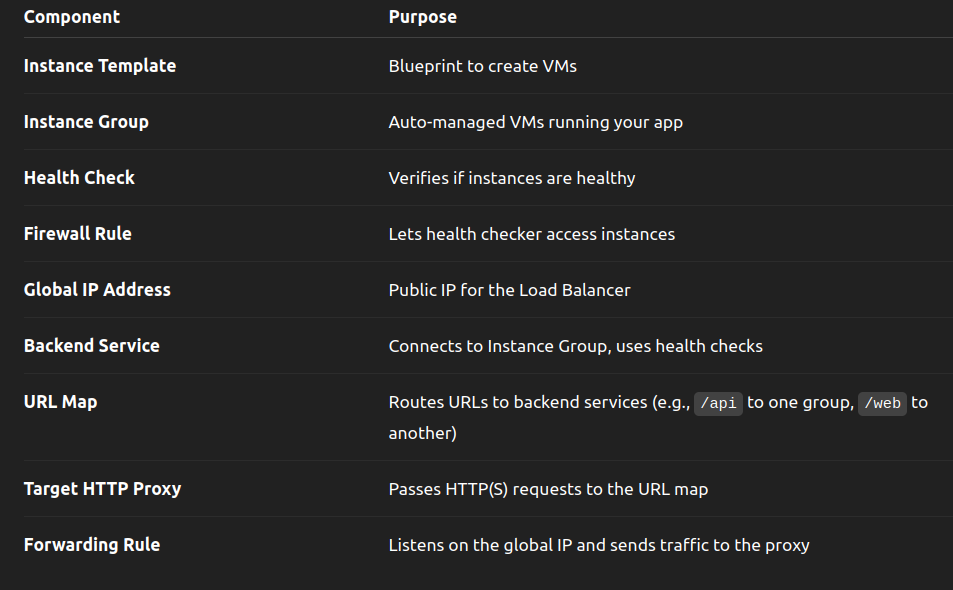 Component Purpose
Instance Template Blueprint to create VMs
Instance Group Auto-managed VMs running your app
Health Check Verifies if instances are healthy
Firewall Rule Lets health checker access instances
Global IP Address Public IP for the Load Balancer
Backend Service Connects to Instance Group, uses health checks
URL Map Routes URLs to backend services (e.g., /api to one group, /web to
another)
Target HTTP Proxy Passes HTTP(S) requests to the URL map
Forwarding Rule Listens on the global IP and sends traffic to the proxy